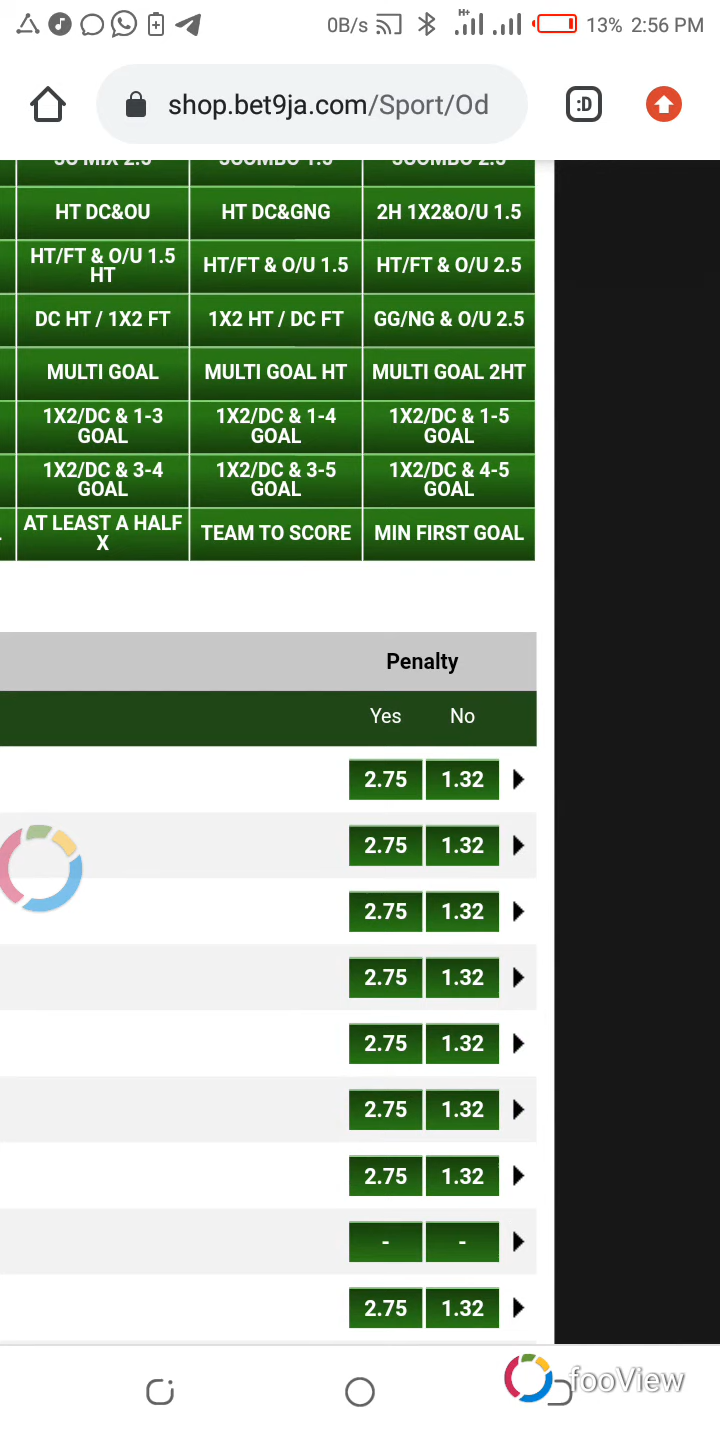 0B/s H+ 13% 2:56 PM
shop.bet9ja.com/Sport/Od :D
HT DC&OU HT DC&GNG 2H 1X2&O/U 1.5
HT/FT & O/U 1.5
HT HT/FT & O/U 1.5 HT/FT & O/U 2.5
DC HT / 1X2 FT 1X2 HT / DC FT GG/NG & O/U 2.5
MULTI GOAL MULTI GOAL HT MULTI GOAL 2HT
1X2/DC & 1-3 1X2/DC & 1-4 1X2/DC & 1-5
GOAL GOAL GOAL
1X2/DC & 3-4 1X2/DC & 3-5 1X2/DC & 4-5
GOAL GOAL GOAL
AT LEAST A HALF
X TEAM TO SCORE MIN FIRST GOAL
Penalty
Yes No
2.75 1.32
2.75 1.32
2.75 1.32
2.75 1.32
2.75 1.32
2.75 1.32
2.75 1.32
- -
2.75 1.32
fooView